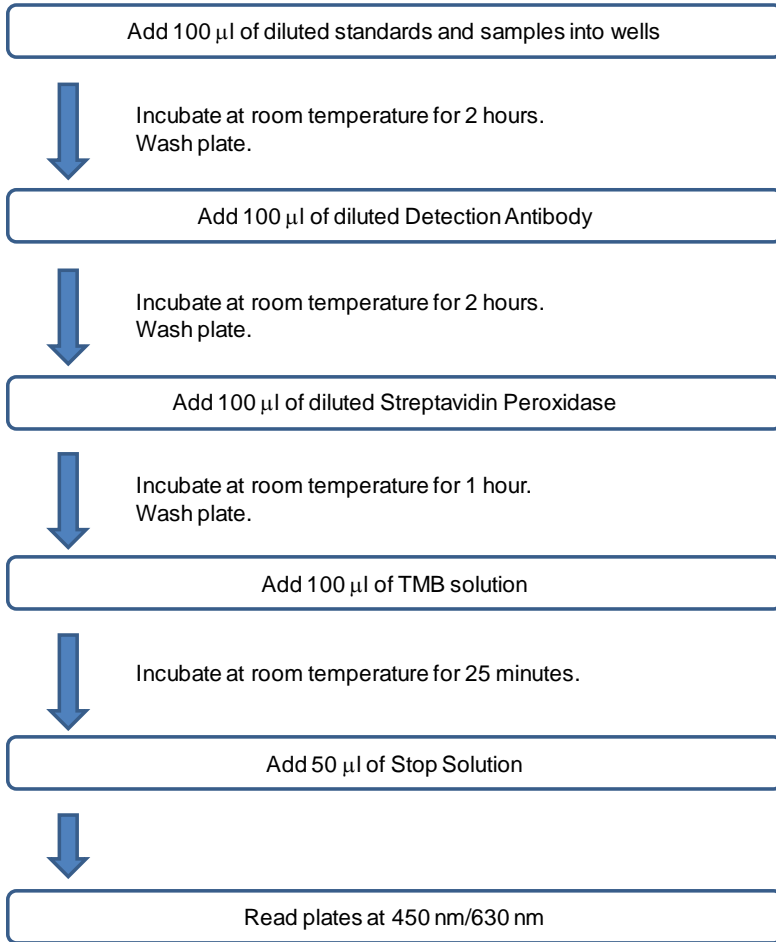 Add 100 μl of diluted standards and samples into wells
Incubate at room temperature for 2 hours.
Wash plate.
Add 100 μl of diluted Detection Antibody
Incubate at room temperature for 2 hours.
Wash plate.
Add 100 μl of diluted Streptavidin Peroxidase
Incubate at room temperature for 1 hour.
Wash plate.
Add 100 μl of TMB solution
Incubate at room temperature for 25 minutes.
Add 50 μl of Stop Solution
Read plates at 450 nm/630 nm